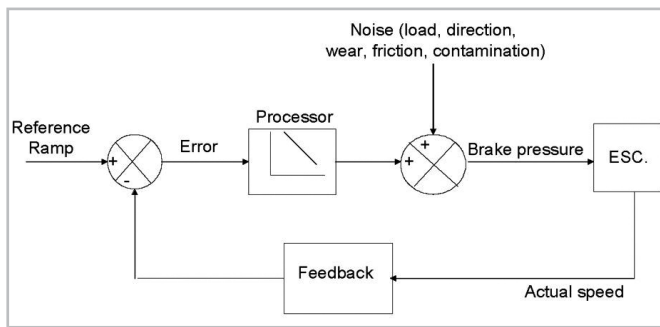 Noise (load, direction,
wear, friction, contamination)
Processor
Reference
Ramp
Error
Brake pressure
ESC.
+
-
+
+
Feedback
Actual speed